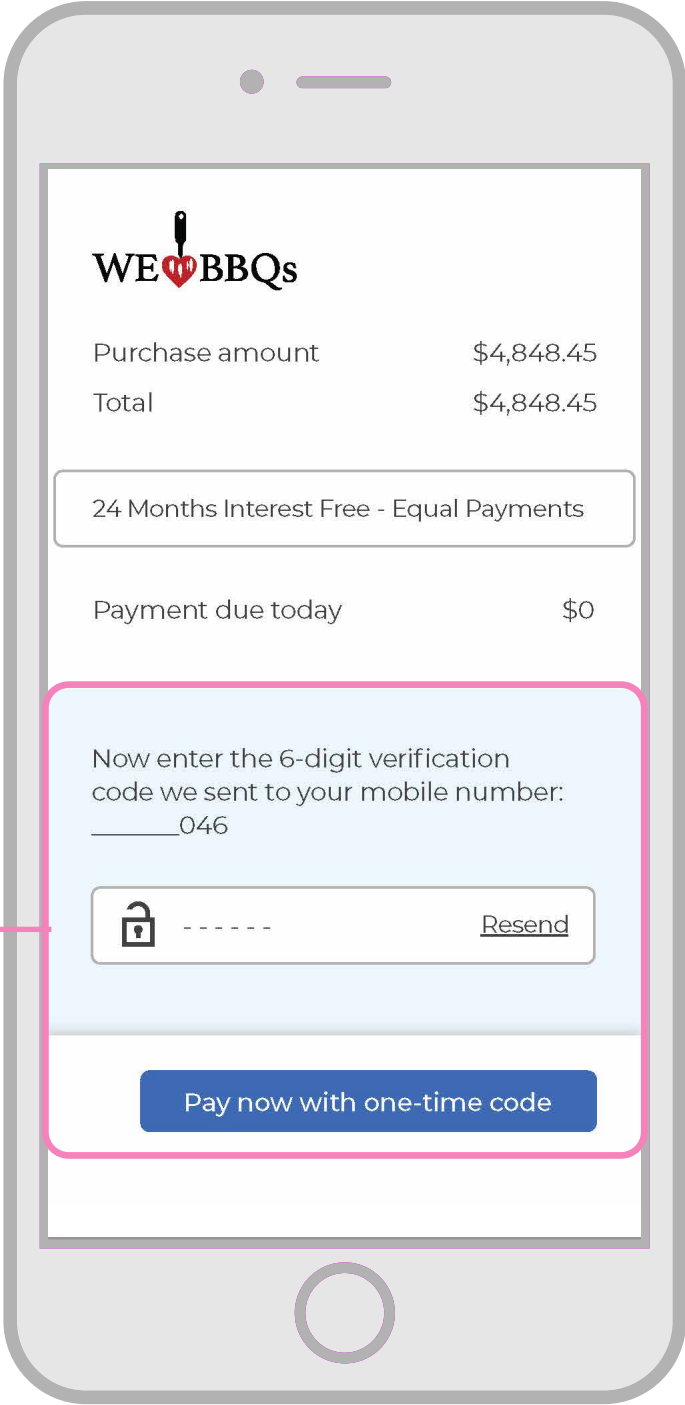 WE BBQs
Purchase amount $4,848.45
Total $4,848.45
24 Months Interest Free - Equal Payments
Payment due today $0
Now enter the 6-digit verification
code we sent to your mobile number:
_______046
- - - - - - Resend
Pay now with one-time code